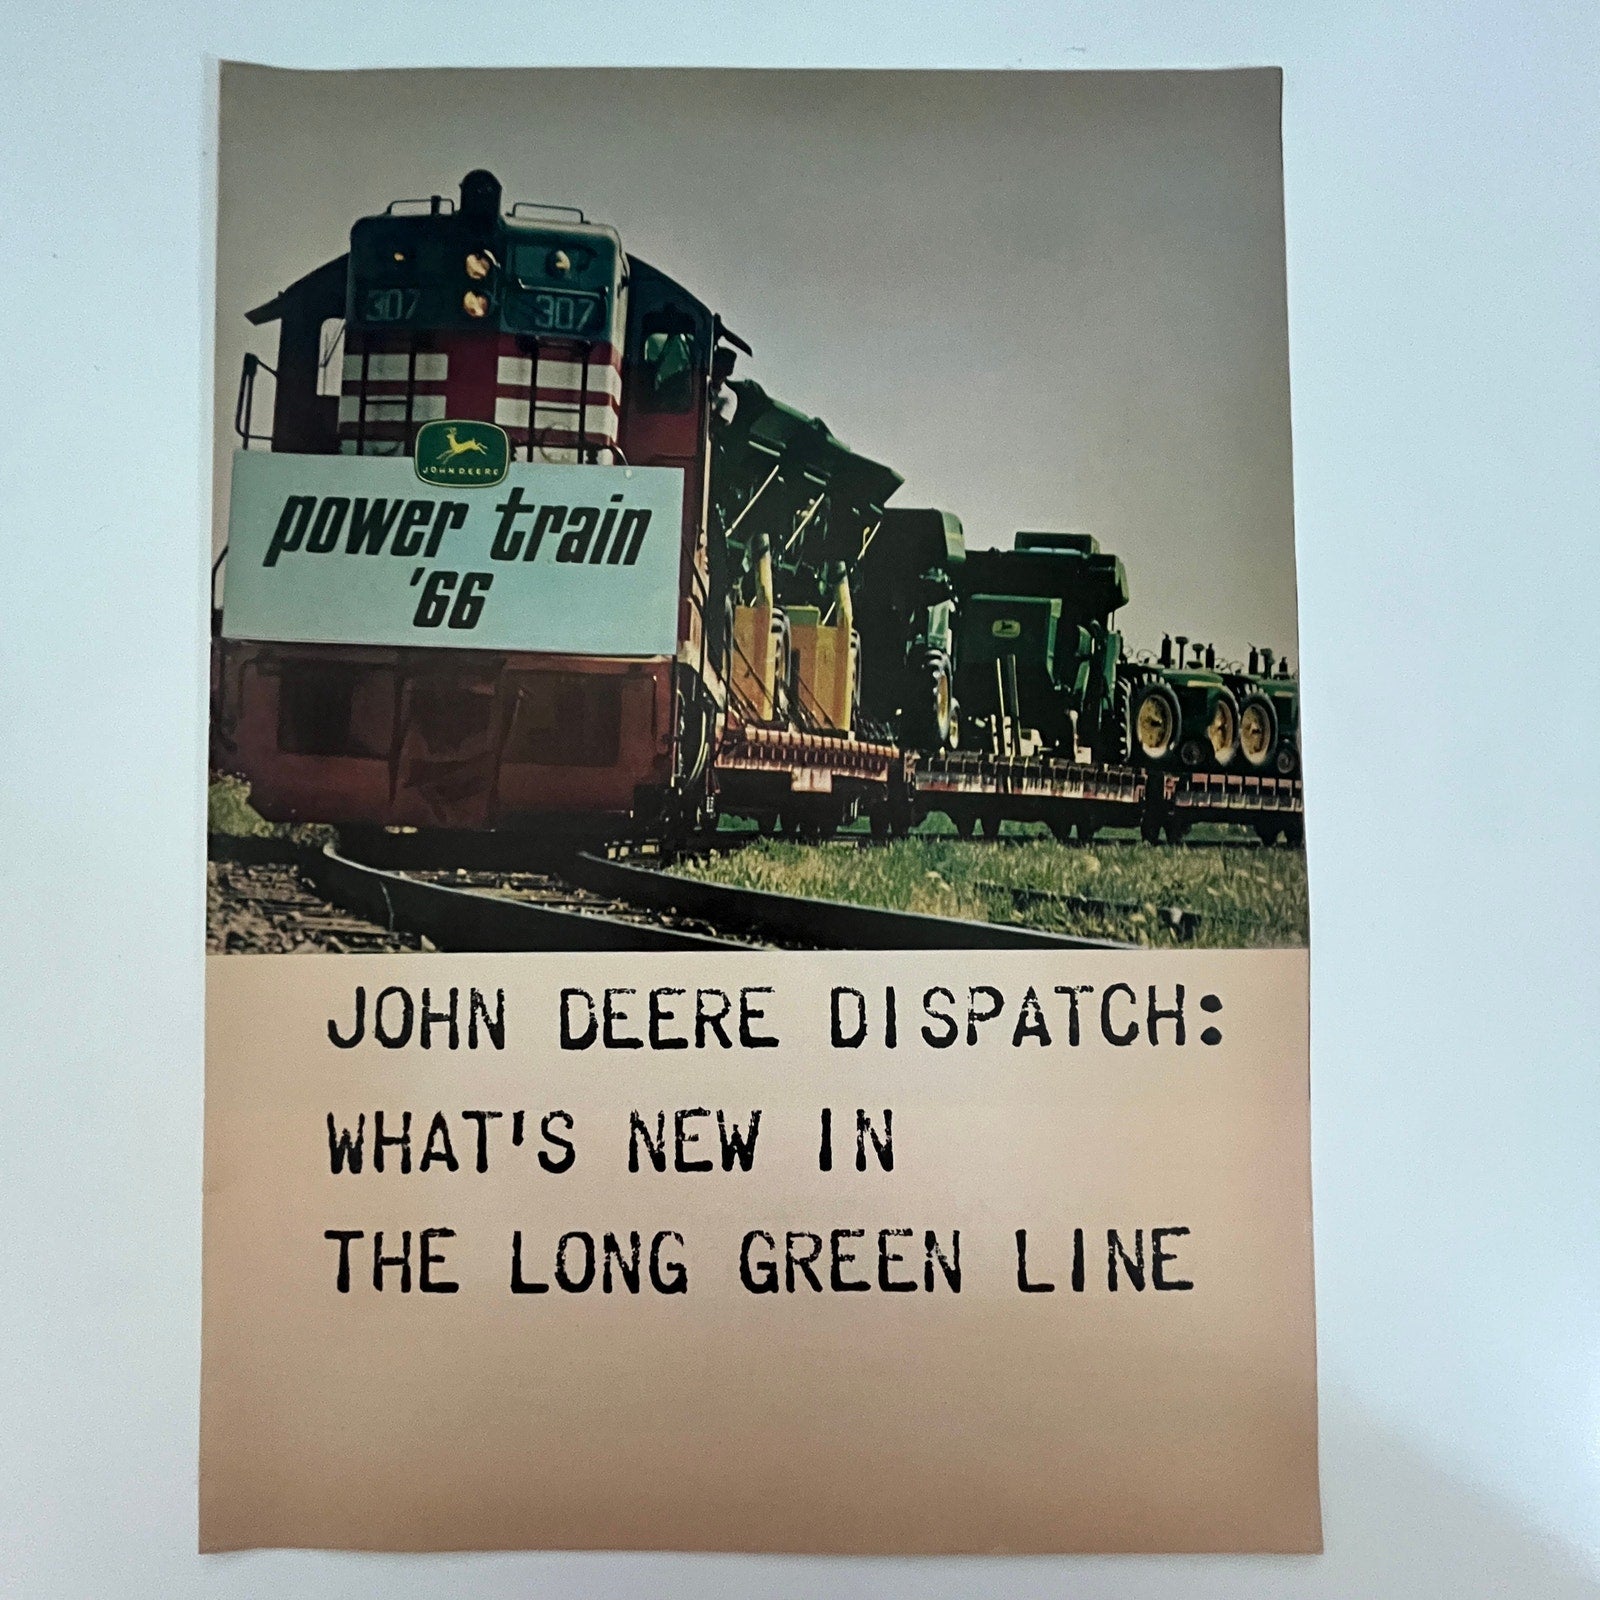 307 307
JOHN DEERE
power train
'66
JOHN DEERE DISPATCH:
WHAT'S NEW IN
THE LONG GREEN LINE